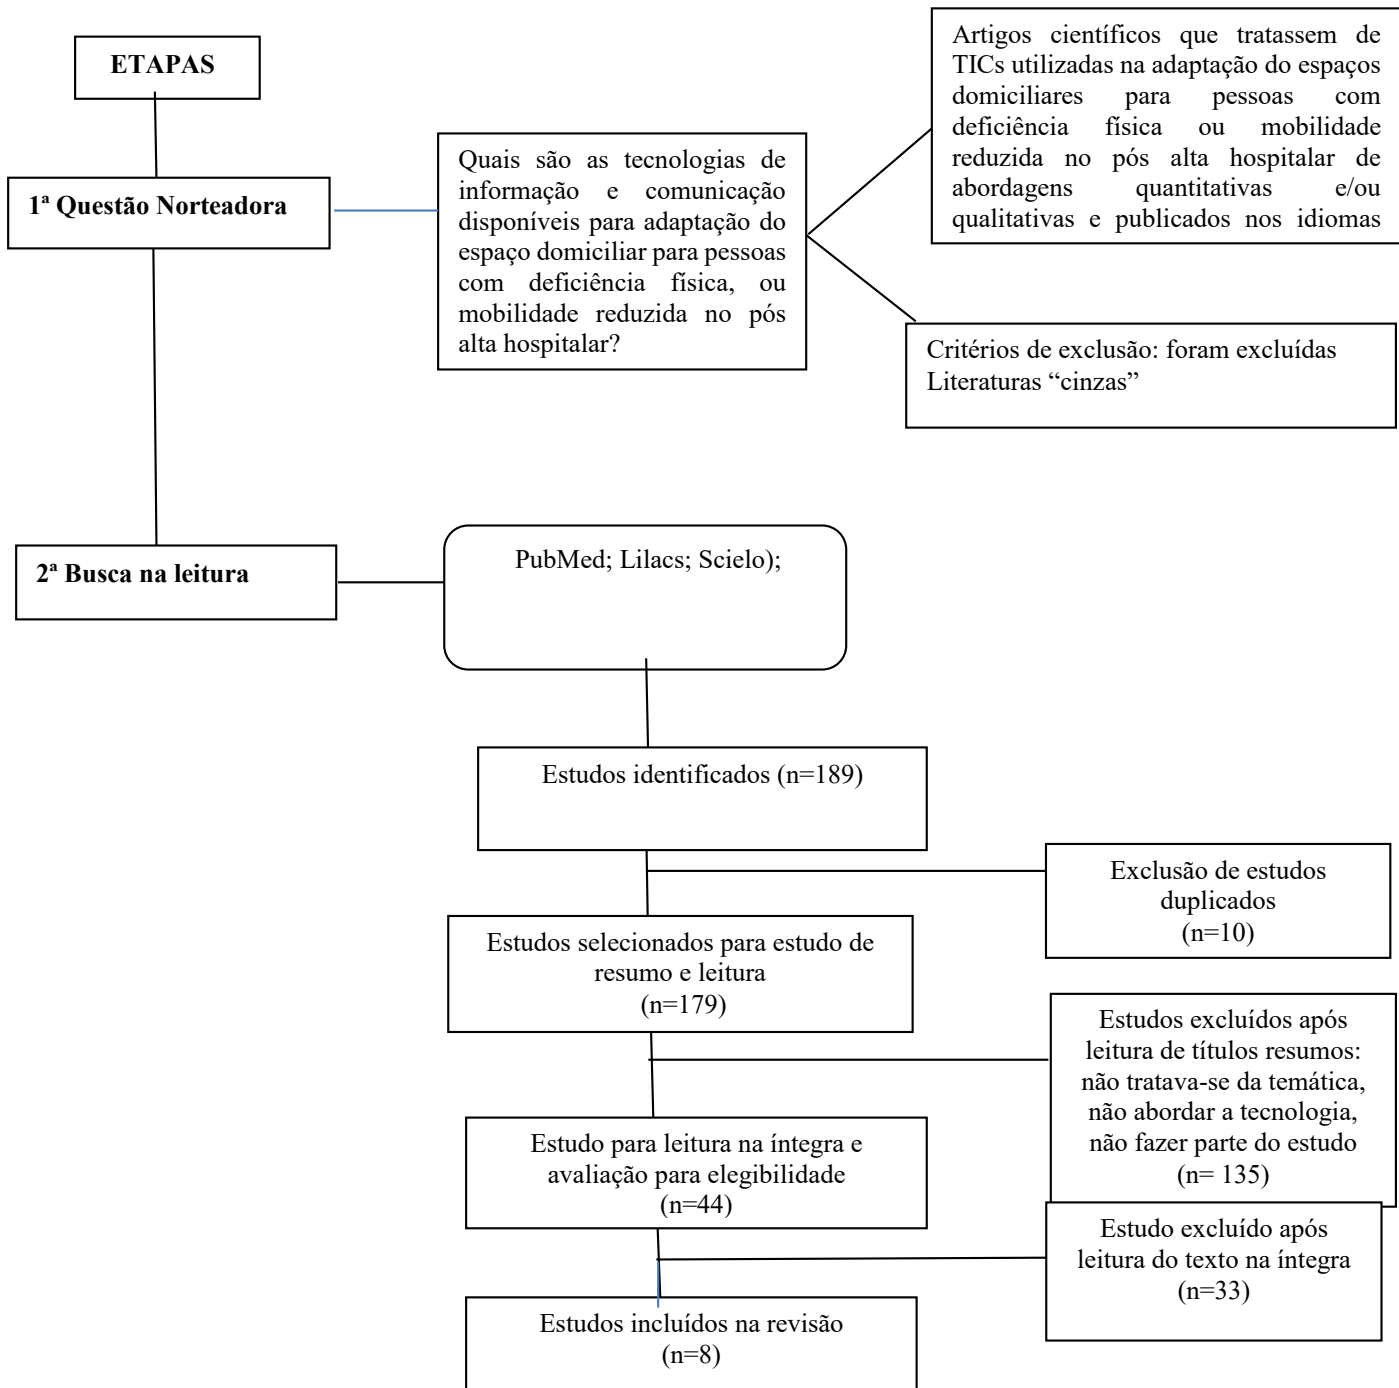 ETAPAS
1ª Questão Norteadora
Quais são as tecnologias de
informação e comunicação
disponíveis para adaptação do
espaço domiciliar para pessoas
com deficiência física, ou
mobilidade reduzida no pós
alta hospitalar?
Artigos científicos que tratassem de
TICs utilizadas na adaptação do espaços
domiciliares para pessoas com
deficiência física ou mobilidade
reduzida no pós alta hospitalar de
abordagens quantitativas e/ou
qualitativas e publicados nos idiomas
Critérios de exclusão: foram excluídas
Literaturas “cinzas”
2ª Busca na leitura
PubMed; Lilacs; Scielo);
Estudos identificados (n=189)
Exclusão de estudos
duplicados
(n=10)
Estudos selecionados para estudo de
resumo e leitura
(n=179)
Estudos excluídos após
leitura de títulos resumos:
não tratava-se da temática,
não abordar a tecnologia,
não fazer parte do estudo
(n= 135)
Estudo para leitura na íntegra e
avaliação para elegibilidade
(n=44)
Estudo excluído após
leitura do texto na íntegra
(n=33)
Estudos incluídos na revisão
(n=8)